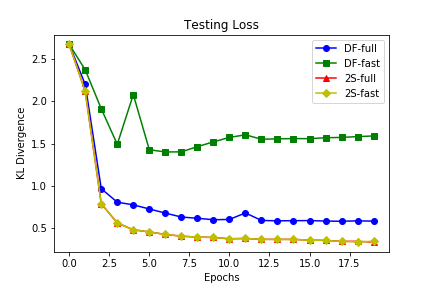 Testing Loss
DF-full
DF-fast
2S-full
2S-fast
KL Divergence
2.5
2.0
1.5
1.0
0.5
0.0 2.5 5.0 7.5 10.0 12.5 15.0 17.5
Epochs